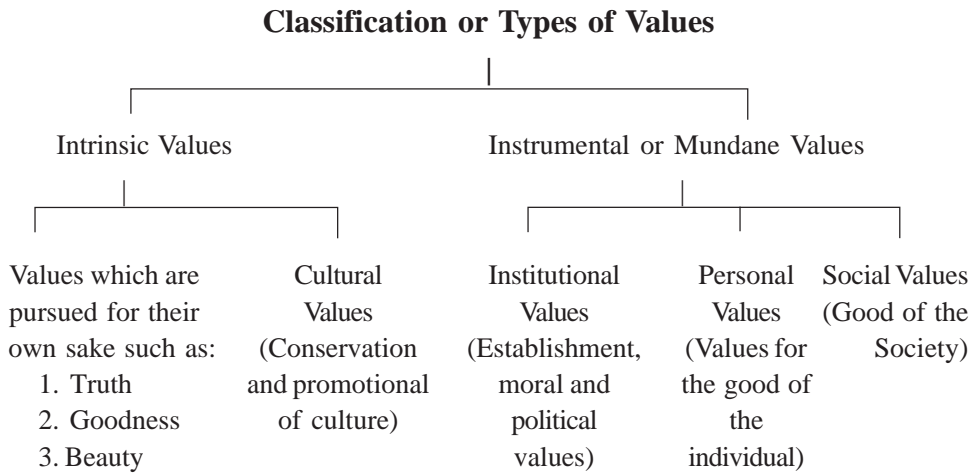 Classification or Types of Values
Intrinsic Values
Instrumental or Mundane Values
Values which are
pursued for their
own sake such as:
1. Truth
2. Goodness
3. Beauty
Cultural
Values
(Conservation
and promotional
of culture)
Institutional
Values
(Establishment,
moral and
political
values)
Personal
Values
(Values for
the good of
the
individual)
Social Values
(Good of the
Society)